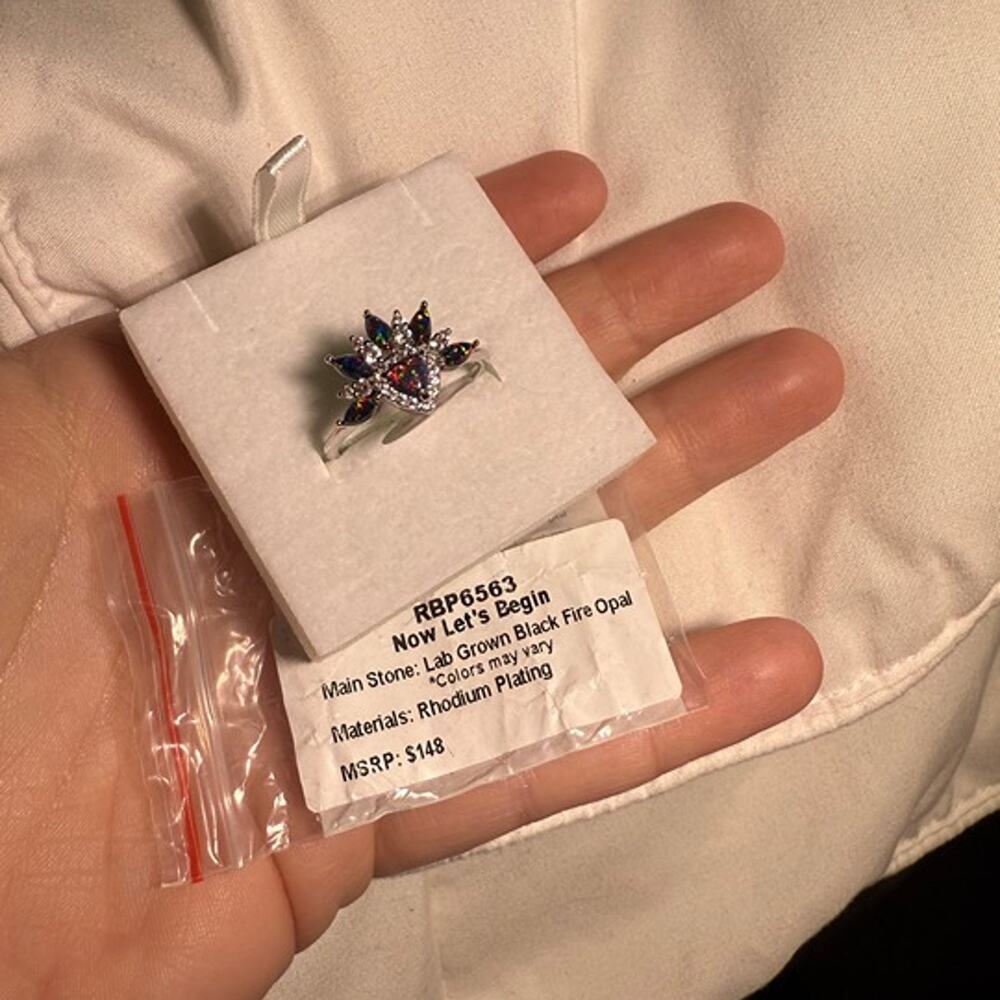 RBP6563
Now Let's Begin
Main Stone: Lab Grown Black Fire Opal
*Colors may vary
Materials: Rhodium Plating
MSRP: $148